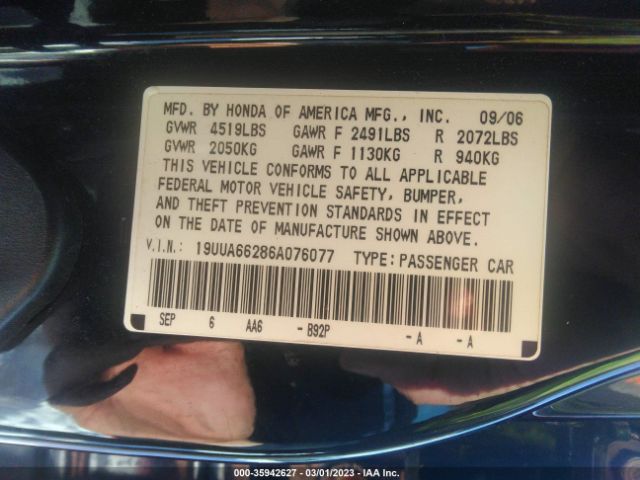 MFD. BY HONDA OF AMERICA MFG., INC. 09/06
GVWR 4519LBS GAWR F 2491LBS R 2072LBS
GVWR 2050KG GAWR F 1130KG R 940KG
THIS VEHICLE CONFORMS TO ALL APPLICABLE
FEDERAL MOTOR VEHICLE SAFETY, BUMPER,
AND THEFT PREVENTION STANDARDS IN EFFECT
ON THE DATE OF MANUFACTURE SHOWN ABOVE.
V.I.N.: 19UUA66286A076077 TYPE: PASSENGER CAR
SEP 6 AA6 - B92P - A - A
000-35942627 - 03/01/2023 - IAA Inc.